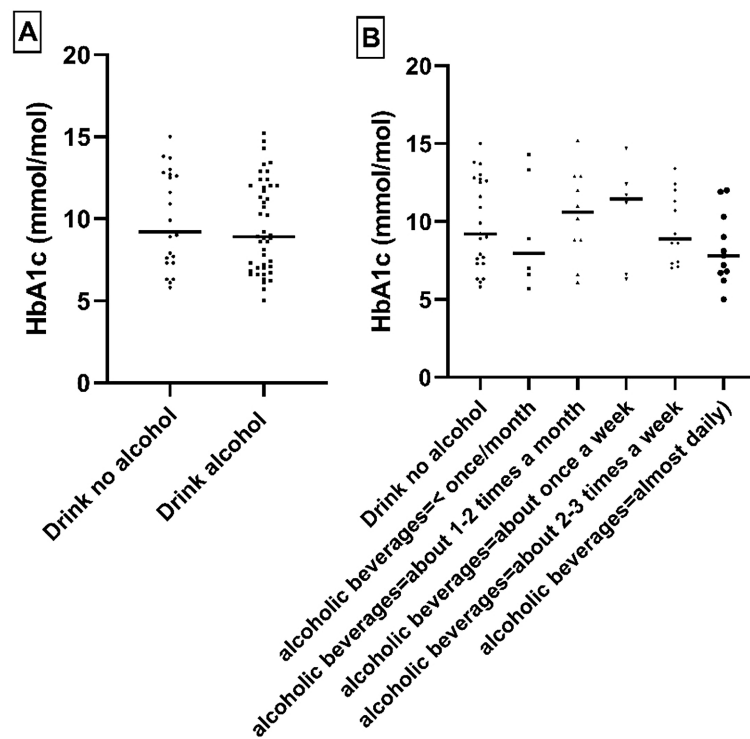 A
HbA1c (mmol/mol)
20
15
10
5
0
Drink no alcohol
Drink alcohol
B
HbA1c (mmol/mol)
20
15
10
5
0
Drink no alcohol
alcoholic beverages=< once/month
alcoholic beverages=about 1-2 times a month
alcoholic beverages=about once a week
alcoholic beverages=about 2-3 times a week
alcoholic beverages=almost daily)